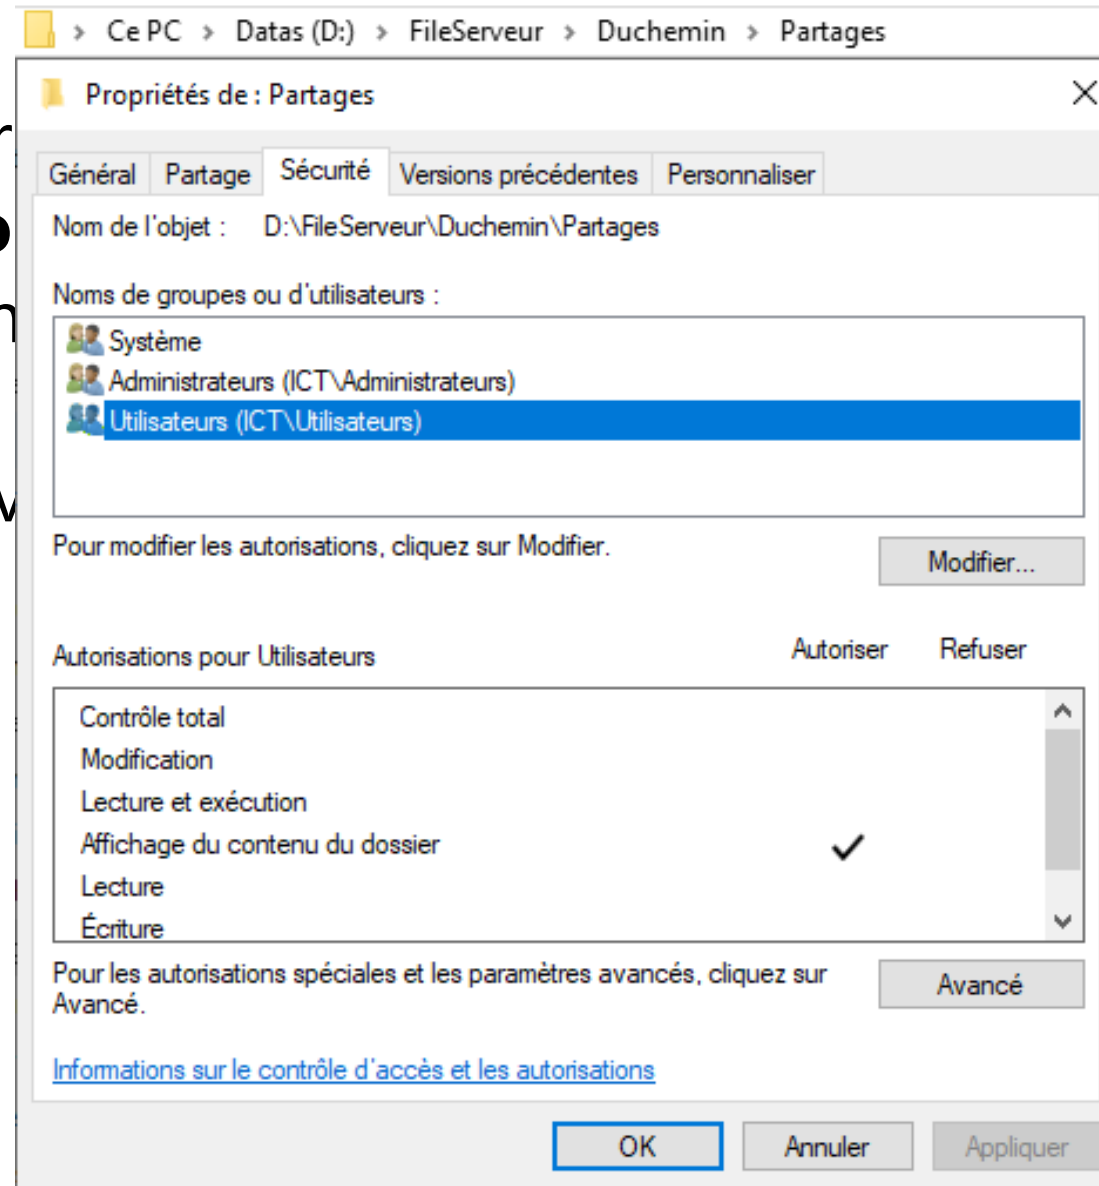 Ce PC > Datas (D:) > FileServeur > Duchemin > Partages
Propriétés de : Partages
Général Partage Sécurité Versions précédentes Personnaliser
Nom de l'objet : D:\FileServeur\Duchemin\Partages
Noms de groupes ou d'utilisateurs :
Système
Administrateurs (ICT\Administrateurs)
Utilisateurs (ICT\Utilisateurs)
Pour modifier les autorisations, cliquez sur Modifier.
Modifier...
Autorisations pour Utilisateurs Autoriser Refuser
Contrôle total
Modification
Lecture et exécution
Affichage du contenu du dossier
Lecture
Écriture
Pour les autorisations spéciales et les paramètres avancés, cliquez sur
Avancé.
Avancé
Informations sur le contrôle d'accès et les autorisations
OK Annuler Appliquer